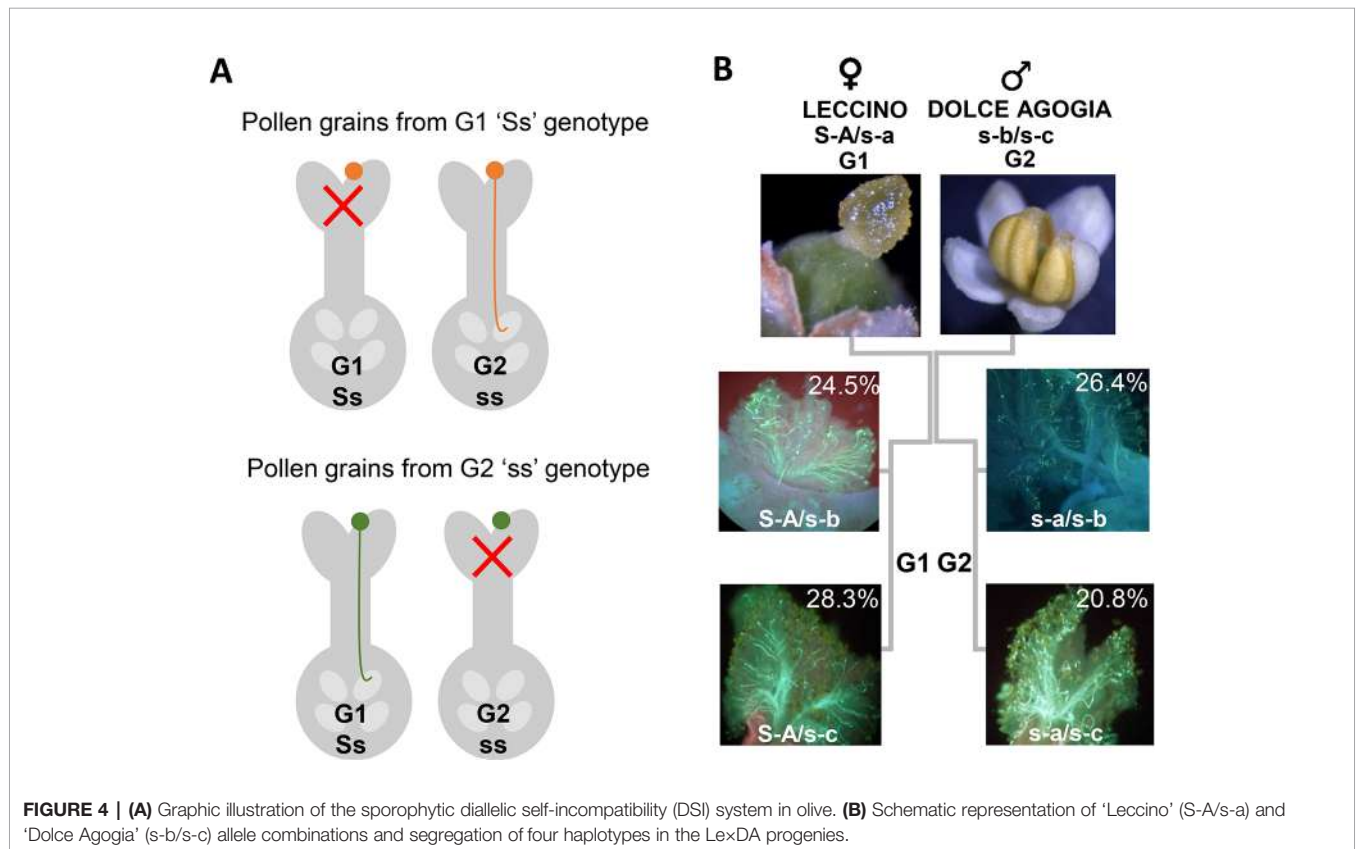 A
Pollen grains from G1 ‘Ss’ genotype
G1
Ss
G2
ss
Pollen grains from G2 ‘ss’ genotype
G1
Ss
G2
ss
B
♀ ♂
LECCINO DOLCE AGOGIA
S-A/s-a s-b/s-c
G1 G2
24.5%
S-A/s-b
26.4%
s-a/s-b
G1 G2
28.3%
S-A/s-c
20.8%
s-a/s-c
FIGURE 4 | (A) Graphic illustration of the sporophytic diallelic self-incompatibility (DSI) system in olive. (B) Schematic representation of ‘Leccino’ (S-A/s-a) and
‘Dolce Agogia’ (s-b/s-c) allele combinations and segregation of four haplotypes in the Le×DA progenies.